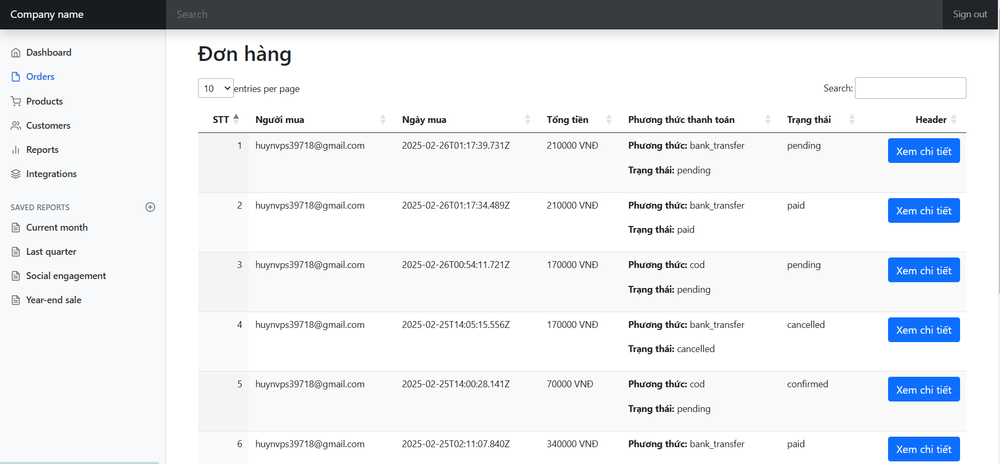 Company name
Search
Sign out
Dashboard
Orders
Products
Customers
Reports
Integrations
SAVED REPORTS
Current month
Last quarter
Social engagement
Year-end sale
Đơn hàng
10 entries per page
Search:
STT Người mua Ngày mua Tổng tiền Phương thức thanh toán Trạng thái Header
1 huynvps39718@gmail.com 2025-02-26T01:17:39.731Z 210000 VNĐ Phương thức: bank_transfer pending Xem chi tiết
Trạng thái: pending
2 huynvps39718@gmail.com 2025-02-26T01:17:34.489Z 210000 VNĐ Phương thức: bank_transfer paid Xem chi tiết
Trạng thái: paid
3 huynvps39718@gmail.com 2025-02-26T00:54:11.721Z 170000 VNĐ Phương thức: cod pending Xem chi tiết
Trạng thái: pending
4 huynvps39718@gmail.com 2025-02-25T14:05:15.556Z 170000 VNĐ Phương thức: bank_transfer cancelled Xem chi tiết
Trạng thái: cancelled
5 huynvps39718@gmail.com 2025-02-25T14:00:28.141Z 70000 VNĐ Phương thức: cod confirmed Xem chi tiết
Trạng thái: pending
6 huynvps39718@gmail.com 2025-02-25T02:11:07.840Z 340000 VNĐ Phương thức: bank_transfer paid Xem chi tiết